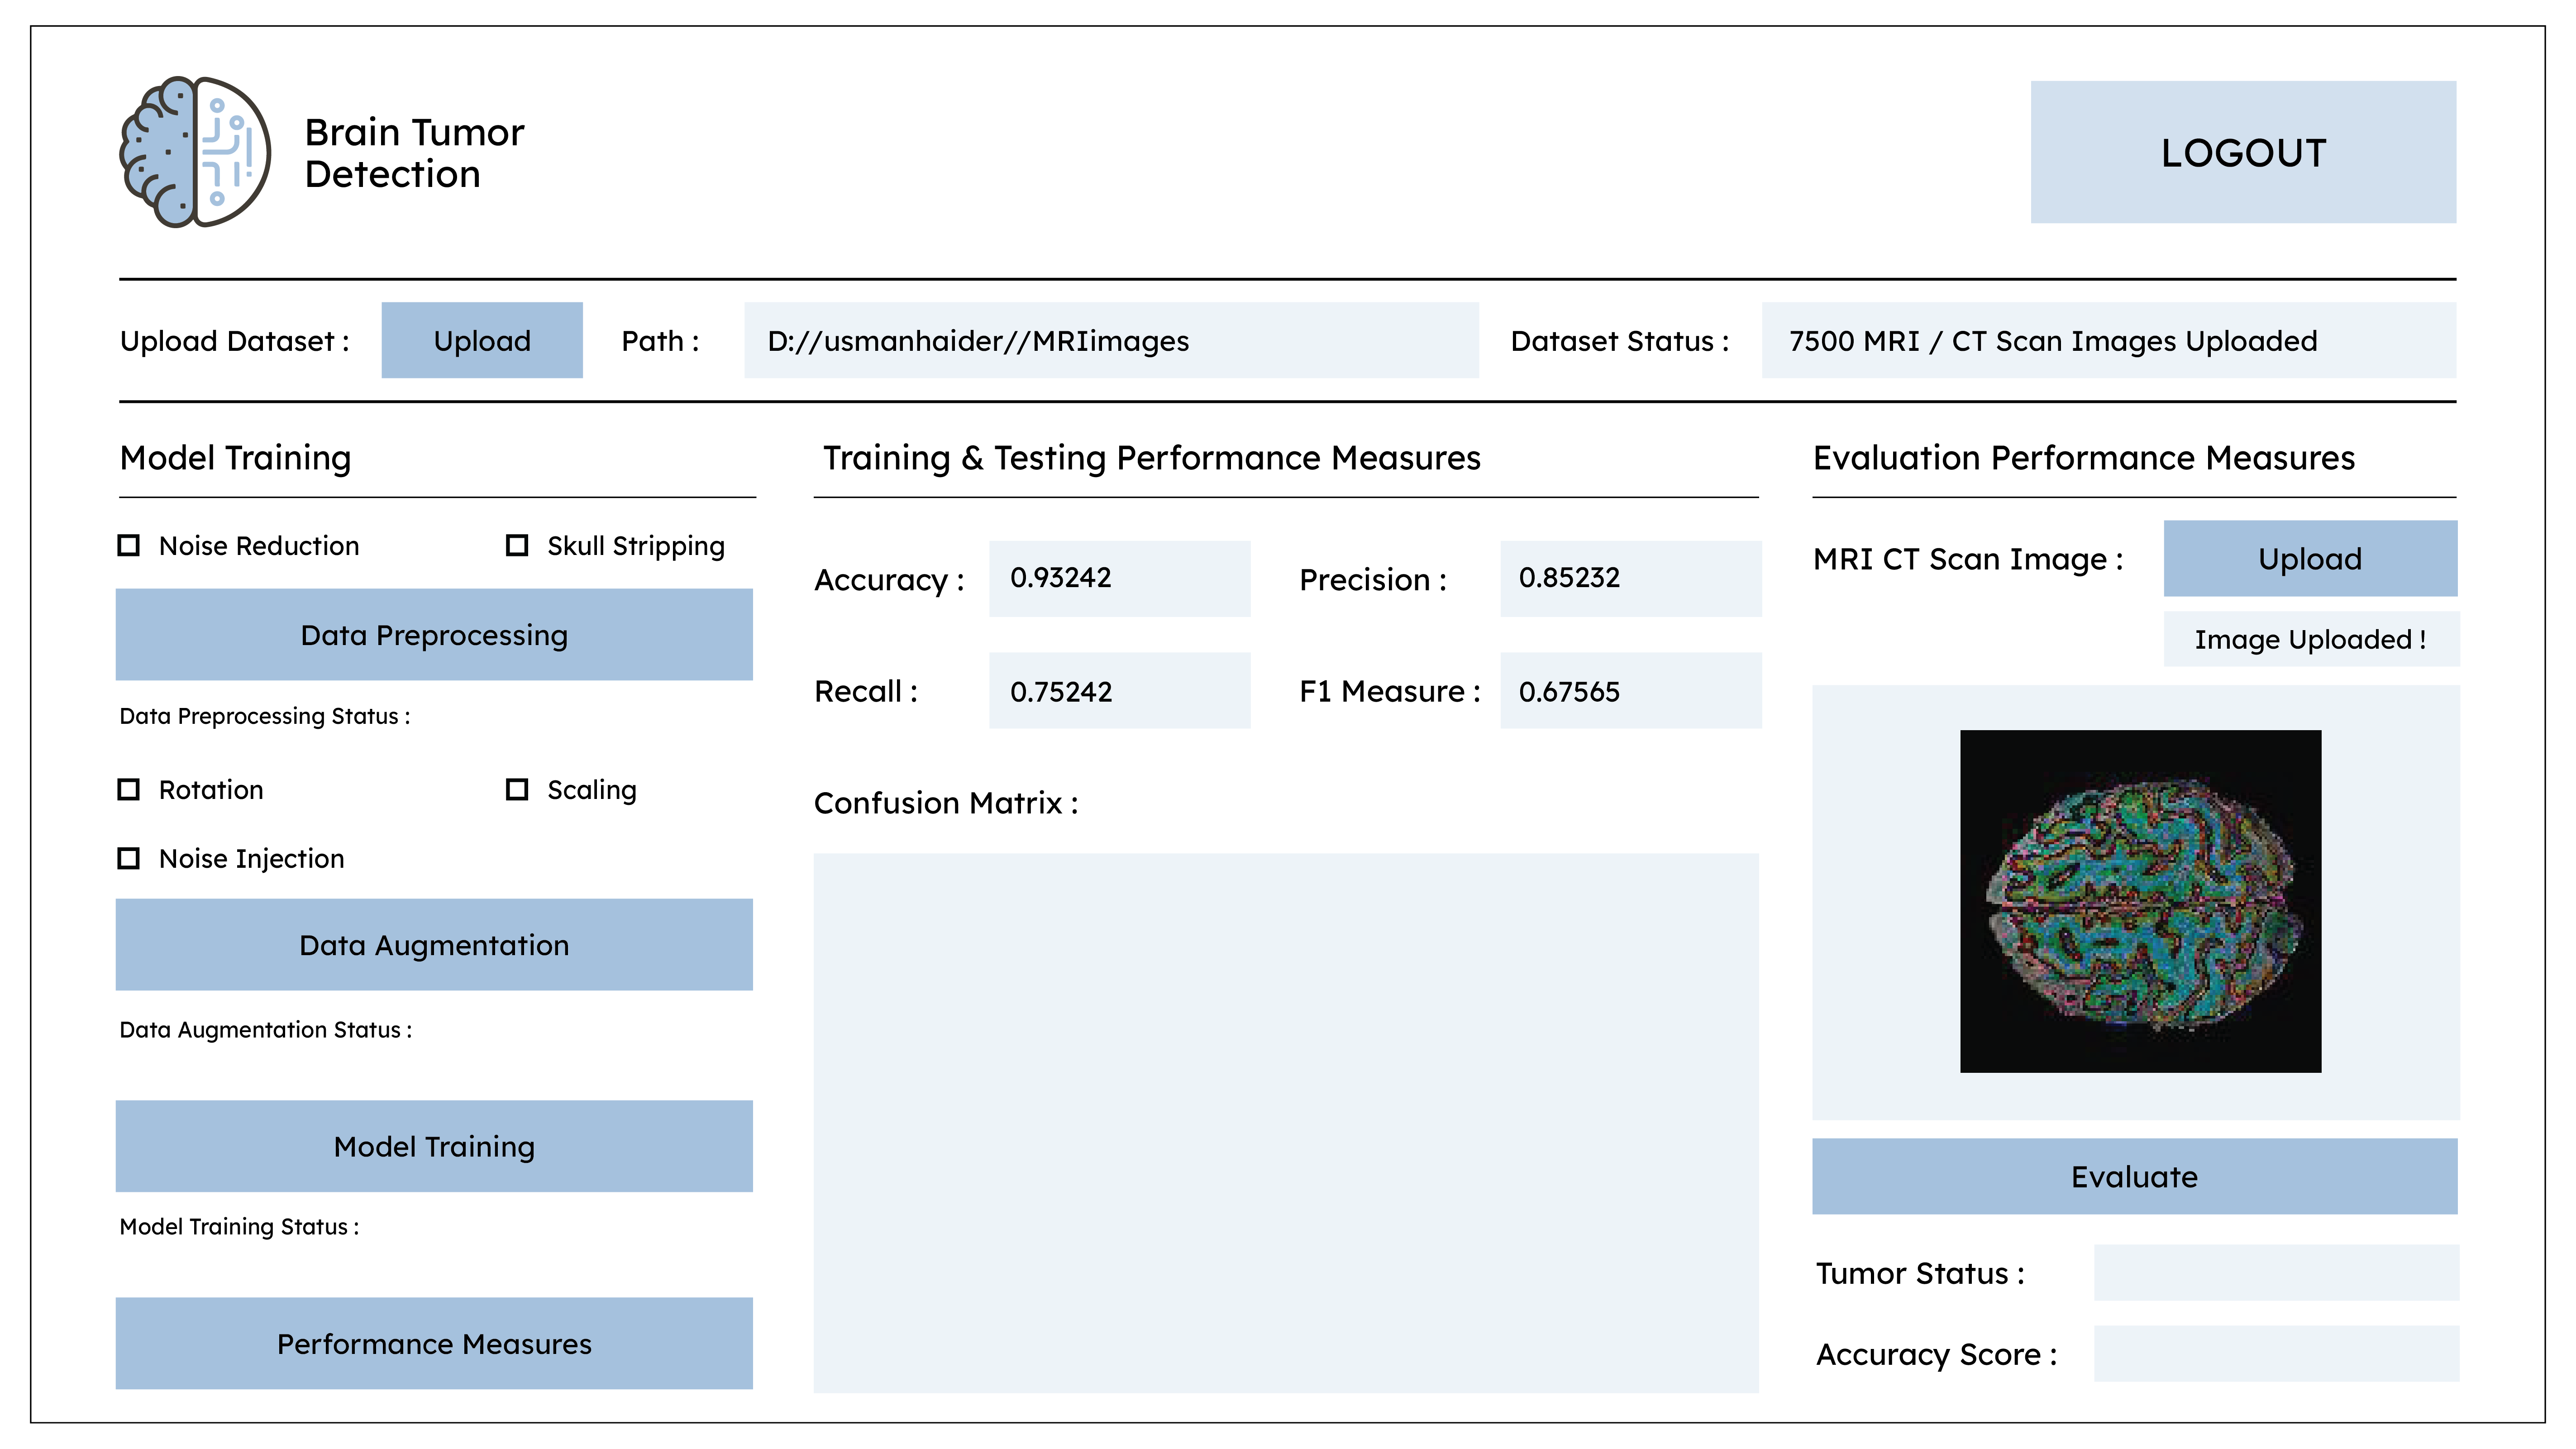 Brain Tumor
Detection
LOGOUT
Upload Dataset :
Upload
Path :
D://usmanhaider//MRIimages
Dataset Status :
7500 MRI / CT Scan Images Uploaded
Model Training
Noise Reduction
Skull Stripping
Data Preprocessing
Data Preprocessing Status :
Rotation
Scaling
Noise Injection
Data Augmentation
Data Augmentation Status :
Model Training
Model Training Status :
Performance Measures
Training & Testing Performance Measures
Accuracy :
0.93242
Precision :
0.85232
Recall :
0.75242
F1 Measure :
0.67565
Confusion Matrix :
Evaluation Performance Measures
MRI CT Scan Image :
Upload
Image Uploaded !
Evaluate
Tumor Status :
Accuracy Score :